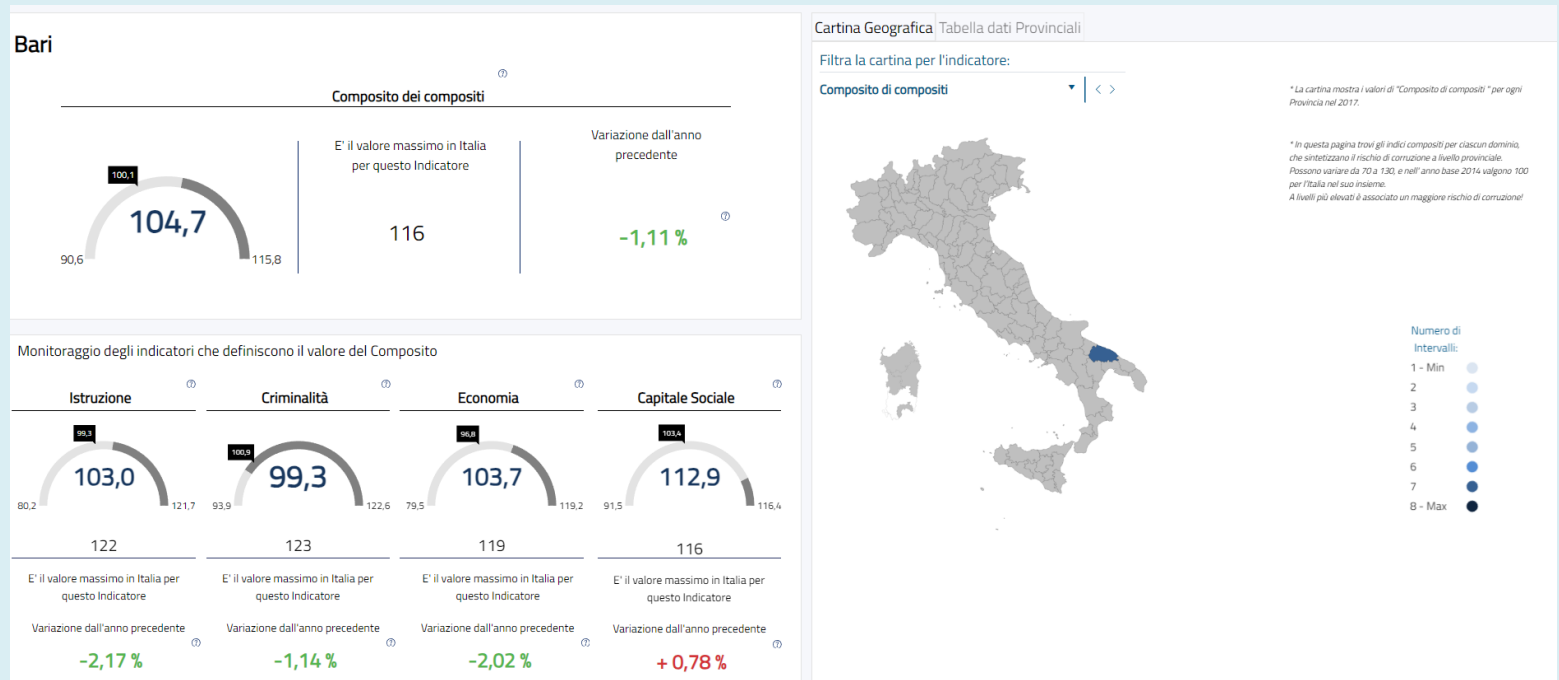 Bari
Composito dei compositi
100,1
104,7
90,6
115,8
E' il valore massimo in Italia
per questo Indicatore
116
Variazione dall'anno
precedente
-1,11 %
Monitoraggio degli indicatori che definiscono il valore del Composito
Istruzione
99,3
103,0
80,2
121,7
122
E' il valore massimo in Italia per
questo Indicatore
Variazione dall'anno precedente
-2,17 %
Criminalità
100,9
99,3
93,9
122,6
123
E' il valore massimo in Italia per
questo Indicatore
Variazione dall'anno precedente
-1,14 %
Economia
96,8
103,7
79,5
119,2
119
E' il valore massimo in Italia per
questo Indicatore
Variazione dall'anno precedente
-2,02 %
Capitale Sociale
103,4
112,9
91,5
116,4
116
E' il valore massimo in Italia per
questo Indicatore
Variazione dall'anno precedente
+ 0,78 %
Cartina Geografica Tabella dati Provinciali
Filtra la cartina per l'indicatore:
Composito di compositi
* La cartina mostra i valori di "Composito di compositi " per ogni
Provincia nel 2017.
* In questa pagina trovi gli indici compositi per ciascun dominio,
che sintetizzano il rischio di corruzione a livello provinciale.
Possono variare da 70 a 130, e nell' anno base 2014 valgono 100
per l'Italia nel suo insieme.
A livelli più elevati è associato un maggiore rischio di corruzione!
Numero di
Intervalli:
1 - Min
2
3
4
5
6
7
8 - Max